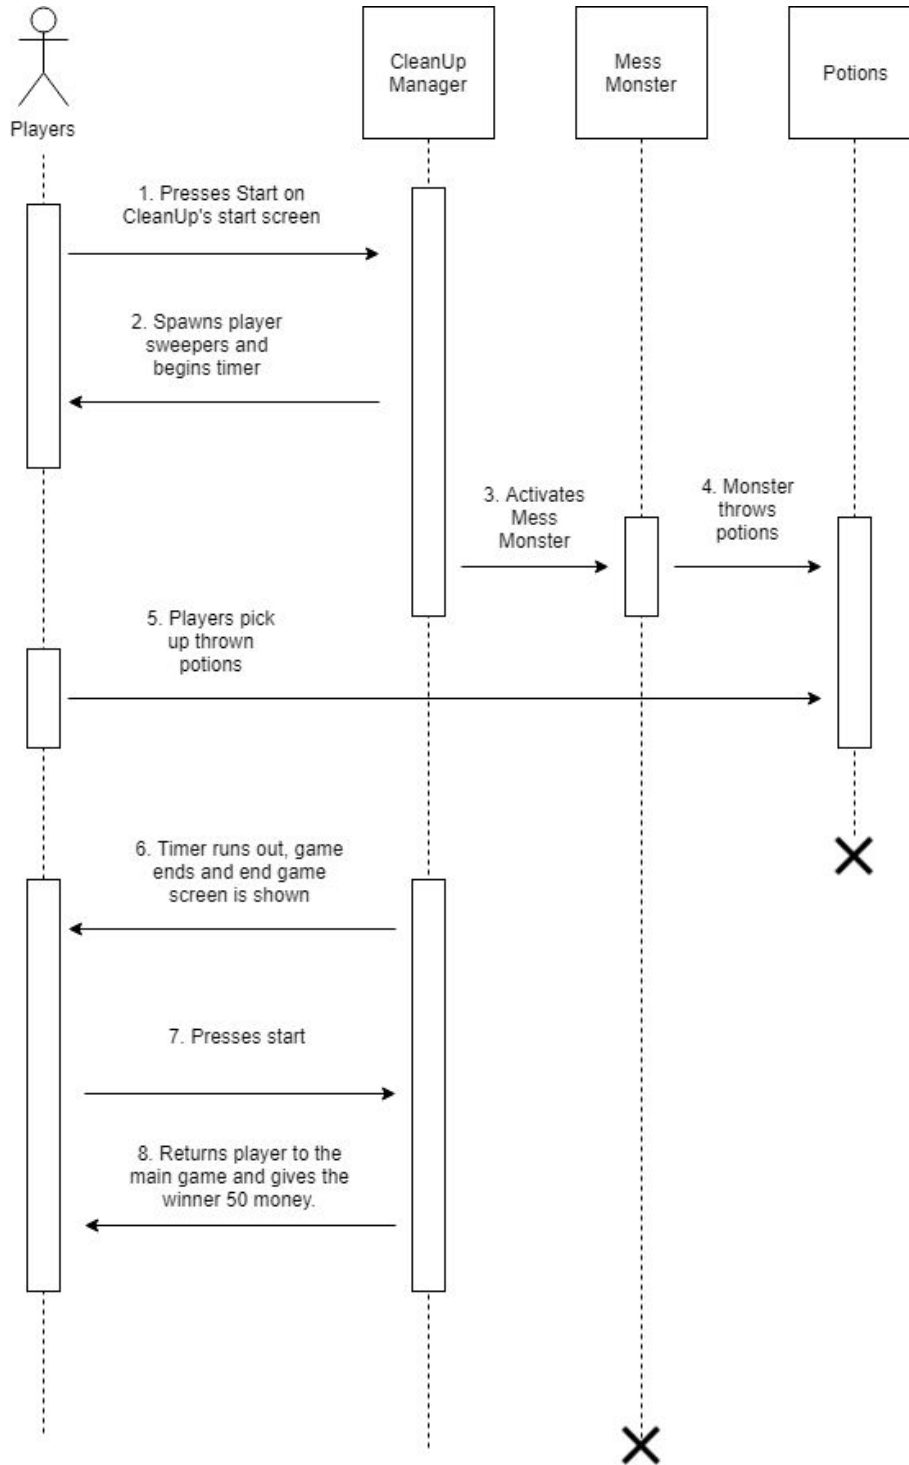 Players
CleanUp
Manager
Mess
Monster
Potions
1. Presses Start on
CleanUp's start screen
2. Spawns player
sweepers and
begins timer
3. Activates
Mess
Monster
4. Monster
throws
potions
5. Players pick
up thrown
potions
6. Timer runs out, game
ends and end game
screen is shown
7. Presses start
8. Returns player to the
main game and gives the
winner 50 money.